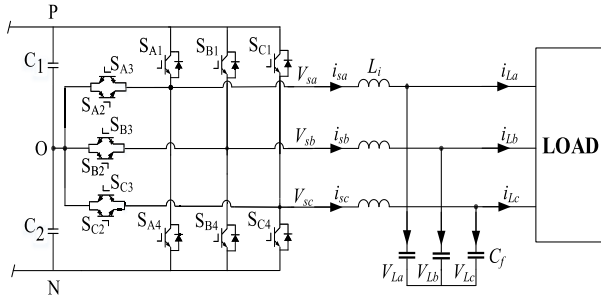 P
C1
SA3
SA2
SA1
SB1
SC1
Vsa
isa
Li
iLa
O
SB3
SB2
Vsb
isb
iLb
LOAD
SC3
SC2
Vsc
isc
iLc
C2
SA4
SB4
SC4
VLa
VLb
VLc
Cf
N